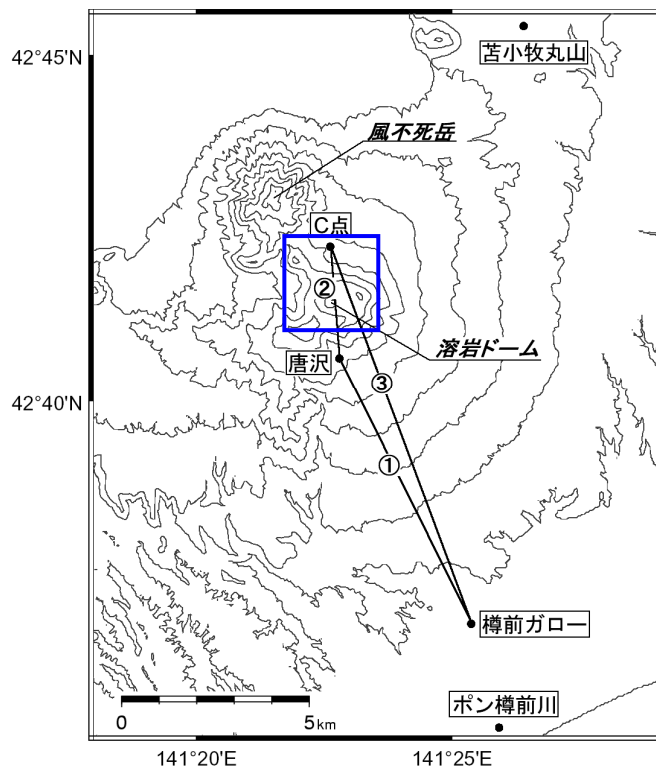 42°45'N
苫小牧丸山
風不死岳
C点
②
溶岩ドーム
唐沢
③
42°40'N
①
樽前ガロー
ポン樽前川
0 5km
141°20'E 141°25'E